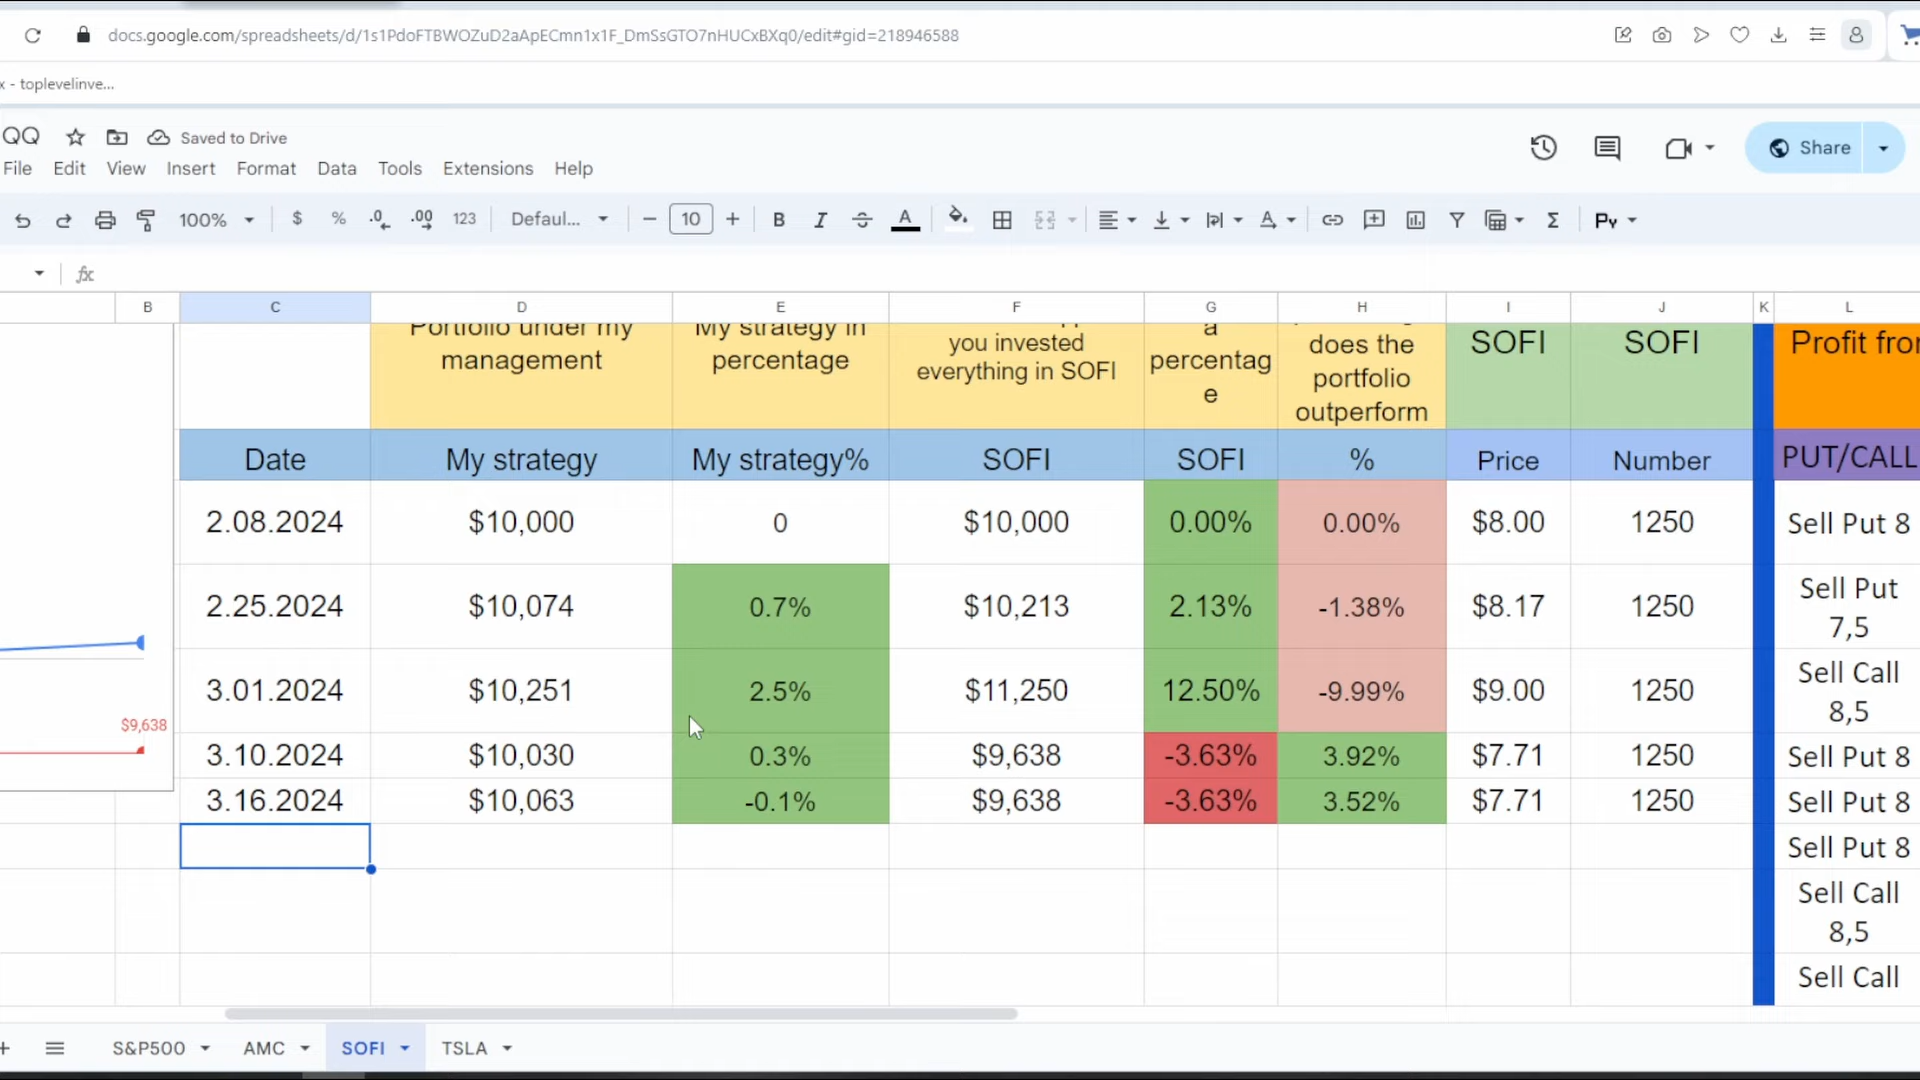 docs.google.com/spreadsheets/d/1s1PdoFTBWOZuD2aApECmn1x1F_DmSsGTO7nHUCxBXq0/edit#gid=218946588
x - toplevelinve...
QQ Saved to Drive
File Edit View Insert Format Data Tools Extensions Help
Share
100% $ % .0 .00 123 Defaul... − 10 + B I A Σ Py
fx
B C D E F G H I J K L
Portfolio under my management
My strategy in percentage
you invested everything in SOFI
a percentag e
does the portfolio outperform
SOFI SOFI Profit fro
Date My strategy My strategy% SOFI SOFI % Price Number PUT/CALL
2.08.2024 $10,000 0 $10,000 0.00% 0.00% $8.00 1250 Sell Put 8
2.25.2024 $10,074 0.7% $10,213 2.13% -1.38% $8.17 1250 Sell Put 7,5
3.01.2024 $10,251 2.5% $11,250 12.50% -9.99% $9.00 1250 Sell Call 8,5
$9,638
3.10.2024 $10,030 0.3% $9,638 -3.63% 3.92% $7.71 1250 Sell Put 8
3.16.2024 $10,063 -0.1% $9,638 -3.63% 3.52% $7.71 1250 Sell Put 8
Sell Put 8
Sell Call 8,5
Sell Call
S&P500 AMC SOFI TSLA